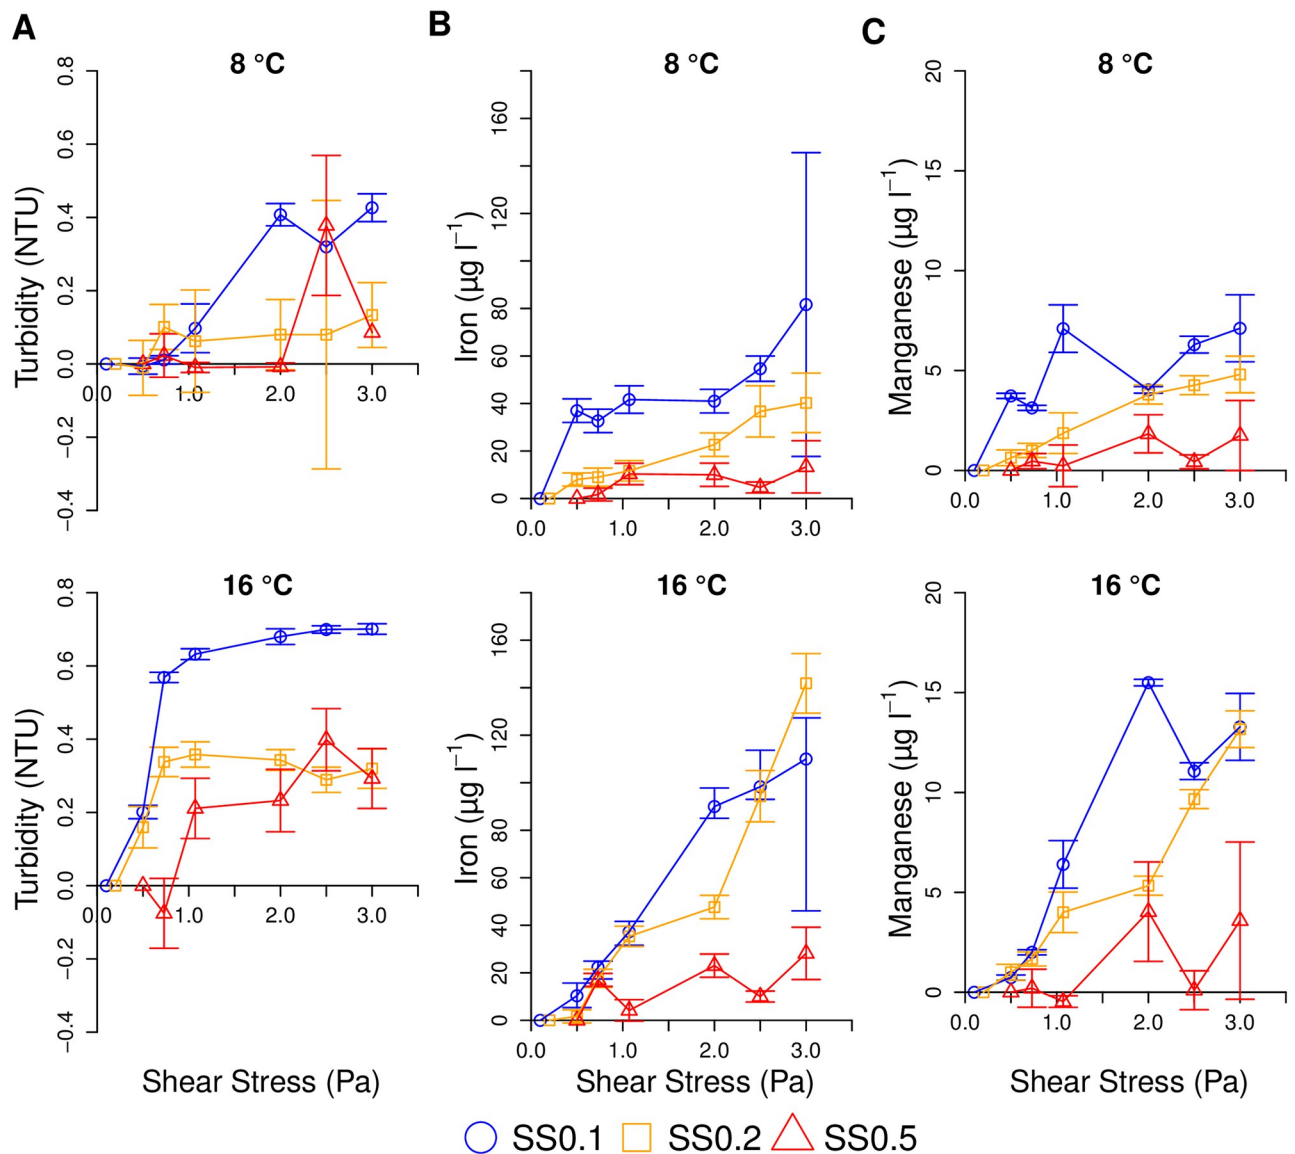 A
B
C
8 °C
8 °C
8 °C
Turbidity (NTU)
0.8
0.6
0.4
0.2
0.0
−0.2
−0.4
0.0 1.0 2.0 3.0
Iron (µg l−1)
160
120
80
60
40
20
0
0.0 1.0 2.0 3.0
Manganese (µg l−1)
20
15
10
5
0
0.0 1.0 2.0 3.0
16 °C
16 °C
16 °C
Turbidity (NTU)
0.8
0.6
0.4
0.2
0.0
−0.2
−0.4
0.0 1.0 2.0 3.0
Shear Stress (Pa)
Iron (µg l−1)
160
120
80
60
40
20
0
0.0 1.0 2.0 3.0
Shear Stress (Pa)
Manganese (µg l−1)
20
15
10
5
0
0.0 1.0 2.0 3.0
Shear Stress (Pa)
SS0.1 SS0.2 SS0.5